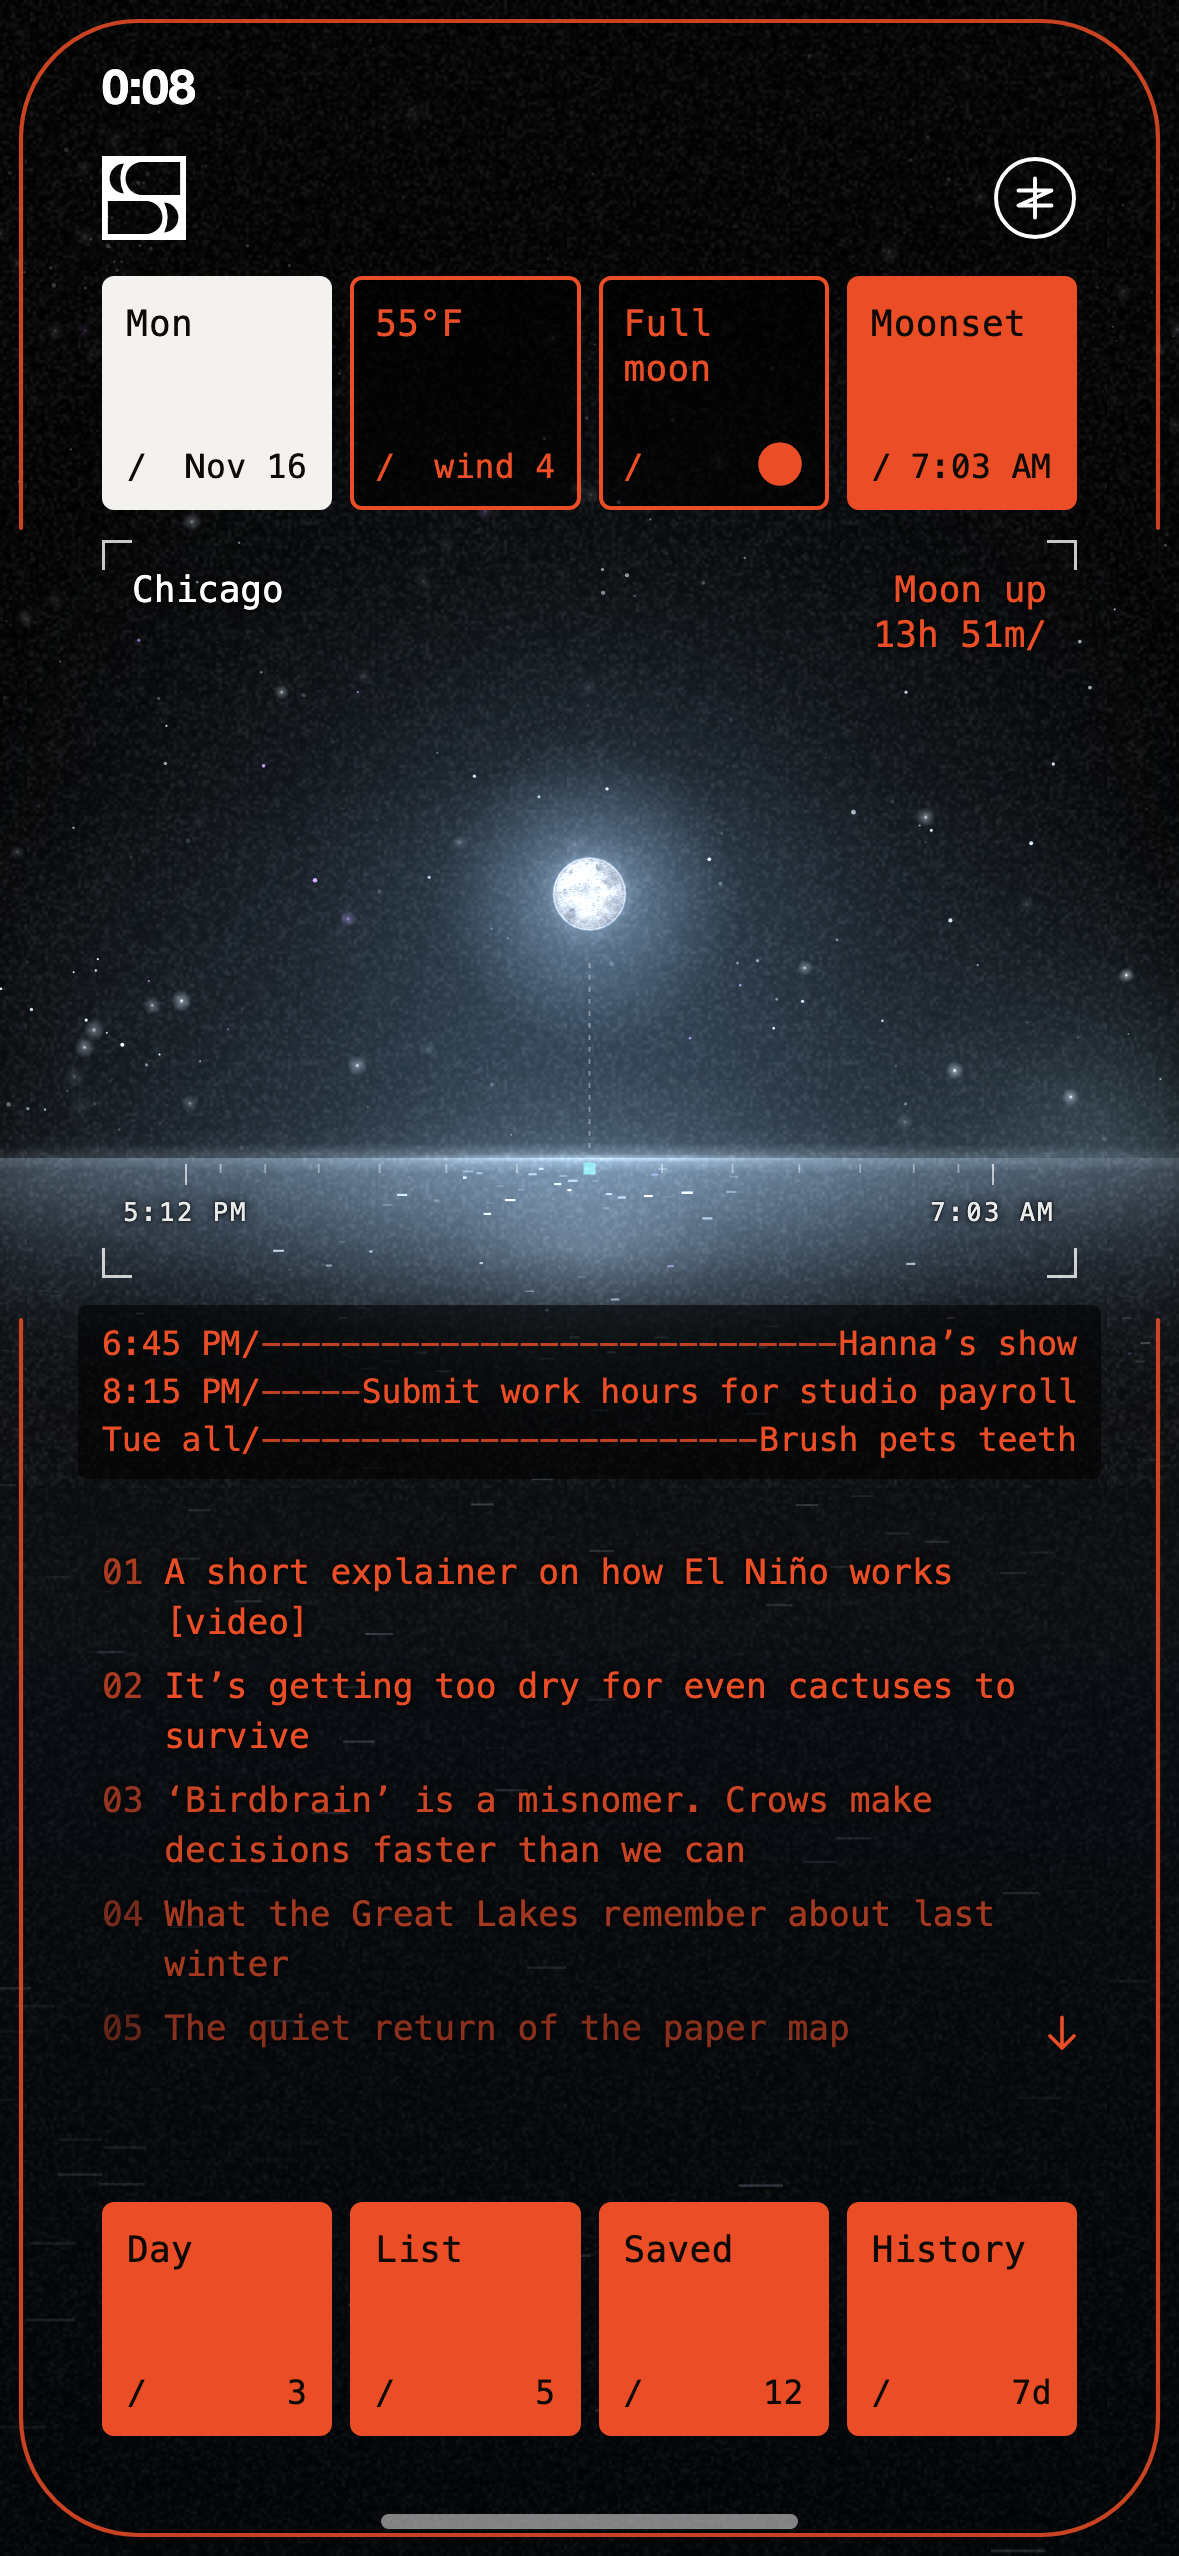 0:08
Mon
/ Nov 16
55°F
/ wind 4
Full
moon
/
Moonset
/ 7:03 AM
Chicago
Moon up
13h 51m/
5:12 PM
7:03 AM
6:45 PM/—————————————————————————————Hanna’s show
8:15 PM/—————Submit work hours for studio payroll
Tue all/—————————————————————————Brush pets teeth
01 A short explainer on how El Niño works
[video]
02 It’s getting too dry for even cactuses to
survive
03 ‘Birdbrain’ is a misnomer. Crows make
decisions faster than we can
04 What the Great Lakes remember about last
winter
05 The quiet return of the paper map
↓
Day
/ 3
List
/ 5
Saved
/ 12
History
/ 7d